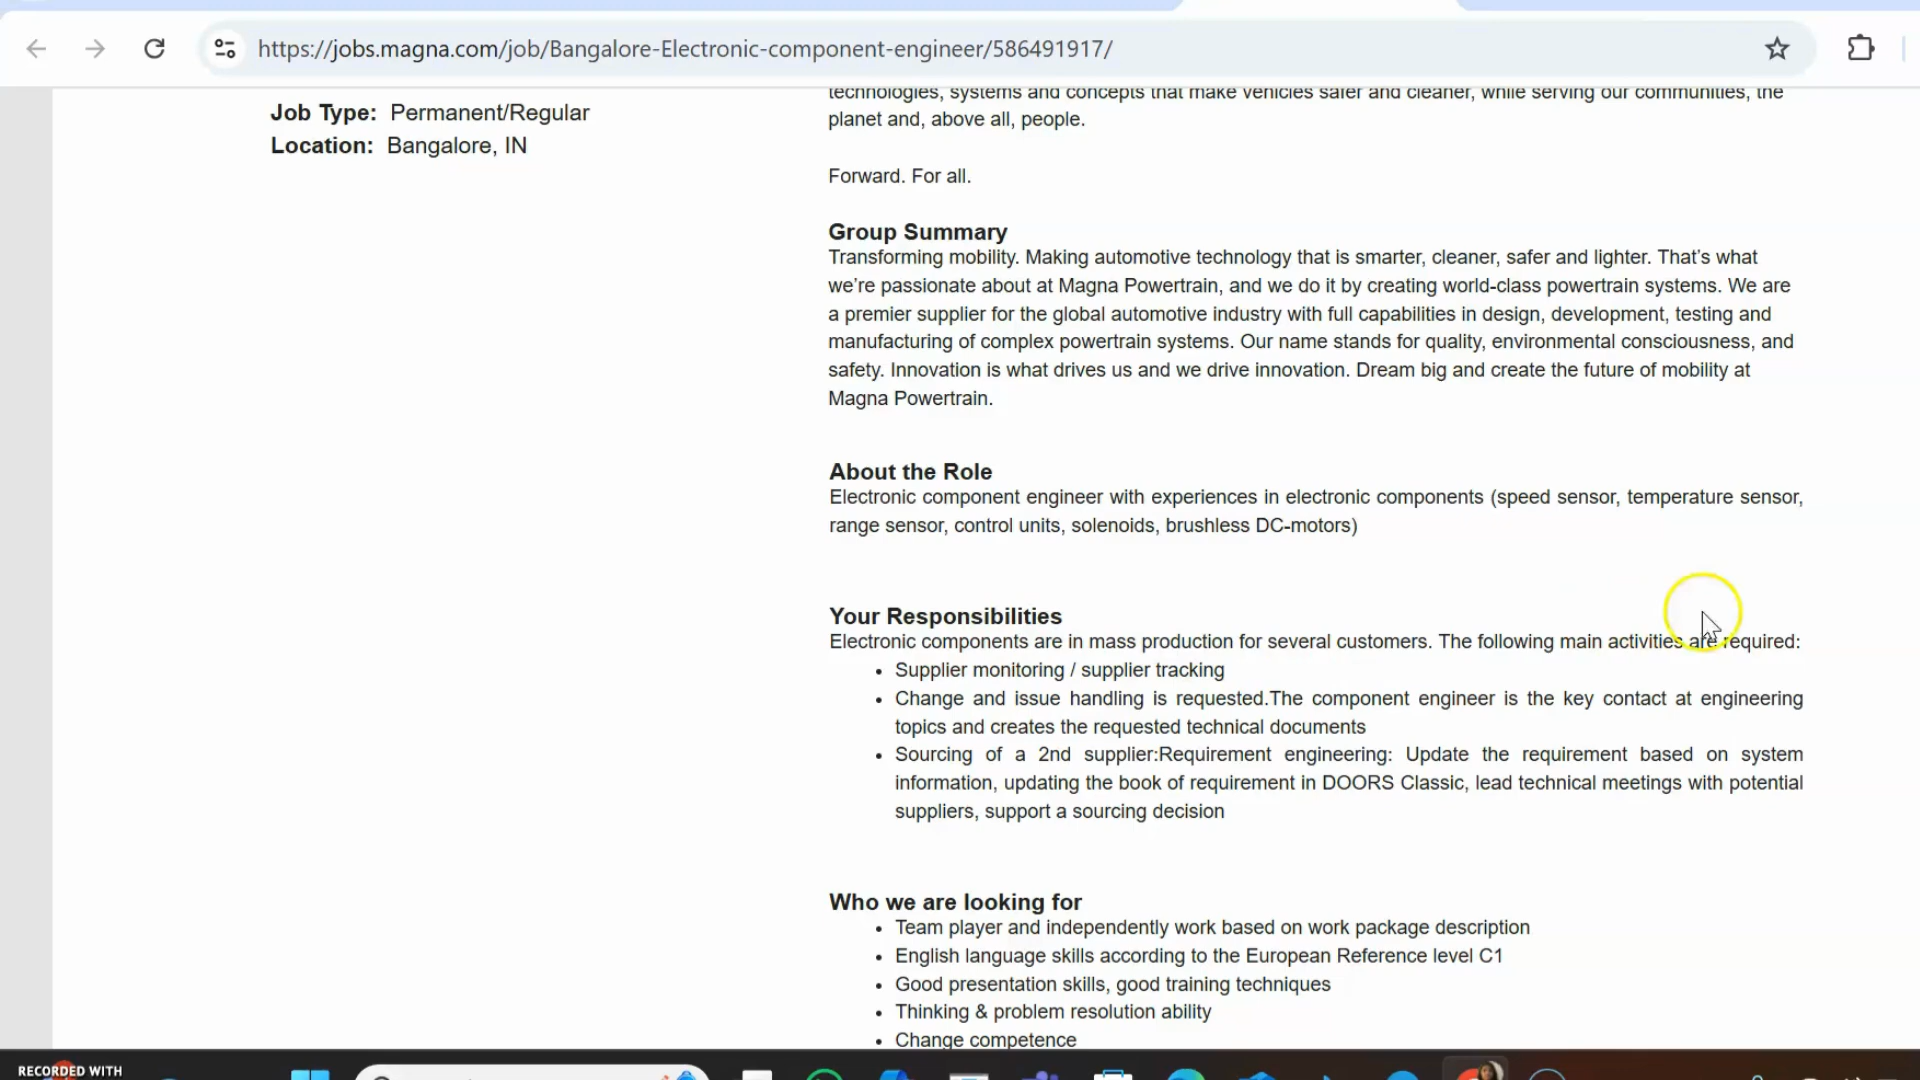 https://jobs.magna.com/job/Bangalore-Electronic-component-engineer/586491917/
Job Type: Permanent/Regular
Location: Bangalore, IN
technologies, systems and concepts that make vehicles safer and cleaner, while serving our communities, the
planet and, above all, people.
Forward. For all.
Group Summary
Transforming mobility. Making automotive technology that is smarter, cleaner, safer and lighter. That’s what
we’re passionate about at Magna Powertrain, and we do it by creating world-class powertrain systems. We are
a premier supplier for the global automotive industry with full capabilities in design, development, testing and
manufacturing of complex powertrain systems. Our name stands for quality, environmental consciousness, and
safety. Innovation is what drives us and we drive innovation. Dream big and create the future of mobility at
Magna Powertrain.
About the Role
Electronic component engineer with experiences in electronic components (speed sensor, temperature sensor,
range sensor, control units, solenoids, brushless DC-motors)
Your Responsibilities
Electronic components are in mass production for several customers. The following main activities are required:
• Supplier monitoring / supplier tracking
• Change and issue handling is requested.The component engineer is the key contact at engineering
topics and creates the requested technical documents
• Sourcing of a 2nd supplier:Requirement engineering: Update the requirement based on system
information, updating the book of requirement in DOORS Classic, lead technical meetings with potential
suppliers, support a sourcing decision
Who we are looking for
• Team player and independently work based on work package description
• English language skills according to the European Reference level C1
• Good presentation skills, good training techniques
• Thinking & problem resolution ability
• Change competence
RECORDED WITH